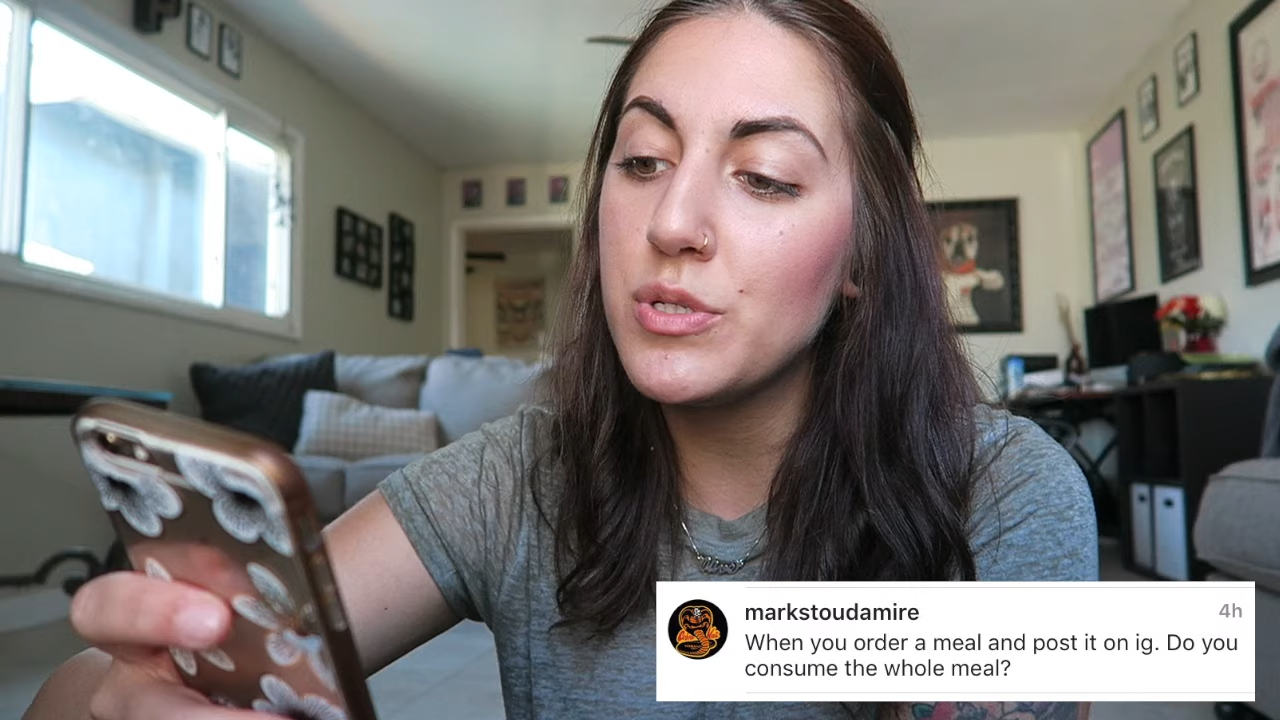 markstoudamire 4h
When you order a meal and post it on ig. Do you
consume the whole meal?